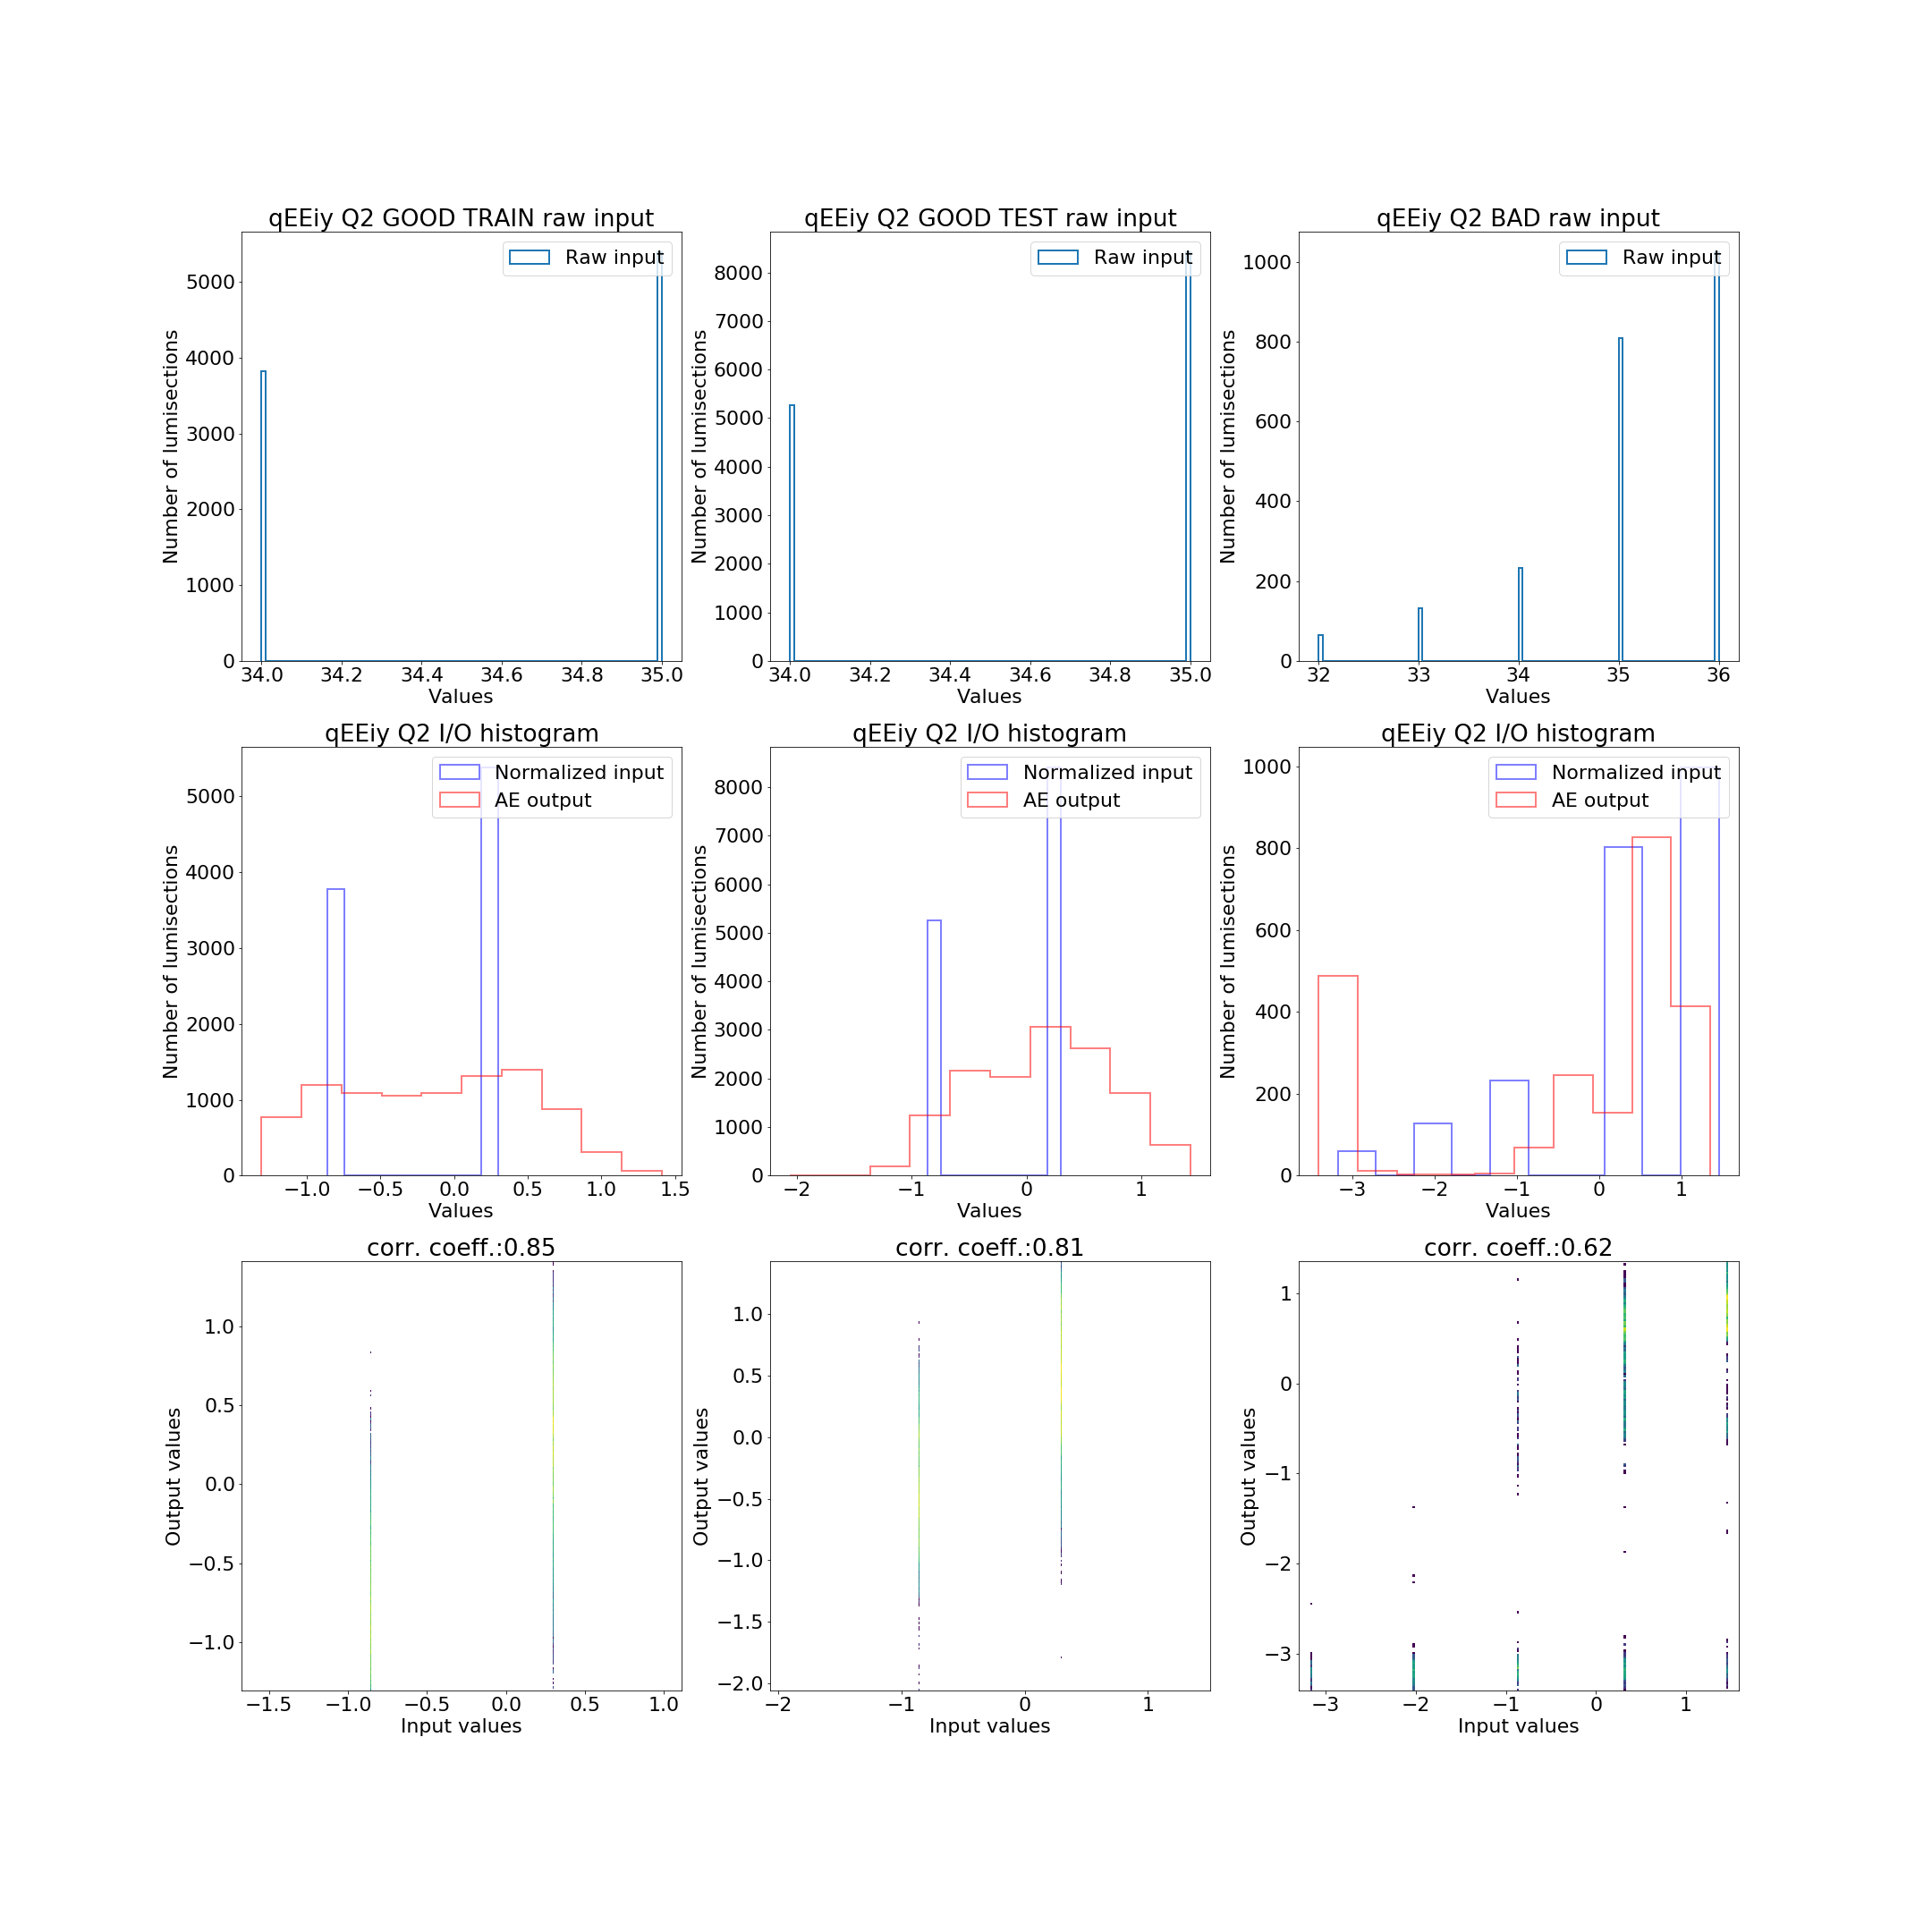 qEEiy Q2 GOOD TRAIN raw input
Raw input
Number of lumisections
5000
4000
3000
2000
1000
0
34.0 34.2 34.4 34.6 34.8 35.0
Values
qEEiy Q2 GOOD TEST raw input
Raw input
Number of lumisections
8000
7000
6000
5000
4000
3000
2000
1000
0
34.0 34.2 34.4 34.6 34.8 35.0
Values
qEEiy Q2 BAD raw input
Raw input
Number of lumisections
1000
800
600
400
200
0
32 33 34 35 36
Values
qEEiy Q2 I/O histogram
Normalized input
AE output
Number of lumisections
5000
4000
3000
2000
1000
0
−1.0 −0.5 0.0 0.5 1.0 1.5
Values
qEEiy Q2 I/O histogram
Normalized input
AE output
Number of lumisections
8000
7000
6000
5000
4000
3000
2000
1000
0
−2 −1 0 1
Values
qEEiy Q2 I/O histogram
Normalized input
AE output
Number of lumisections
1000
800
600
400
200
0
−3 −2 −1 0 1
Values
corr. coeff.:0.85
Output values
1.0
0.5
0.0
−0.5
−1.0
−1.5 −1.0 −0.5 0.0 0.5 1.0
Input values
corr. coeff.:0.81
Output values
1.0
0.5
0.0
−0.5
−1.0
−1.5
−2.0
−2 −1 0 1
Input values
corr. coeff.:0.62
Output values
1
0
−1
−2
−3
−3 −2 −1 0 1
Input values